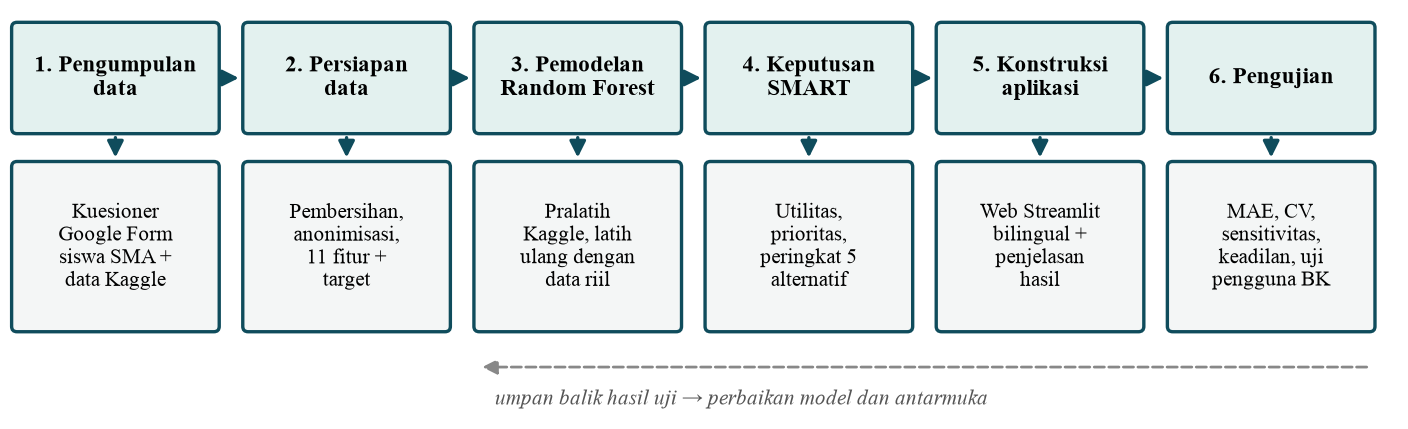 1. Pengumpulan
data
2. Persiapan
data
3. Pemodelan
Random Forest
4. Keputusan
SMART
5. Konstruksi
aplikasi
6. Pengujian
Kuesioner
Google Form
siswa SMA +
data Kaggle
Pembersihan,
anonimisasi,
11 fitur +
target
Pralatih
Kaggle, latih
ulang dengan
data riil
Utilitas,
prioritas,
peringkat 5
alternatif
Web Streamlit
bilingual +
penjelasan
hasil
MAE, CV,
sensitivitas,
keadilan, uji
pengguna BK
umpan balik hasil uji → perbaikan model dan antarmuka